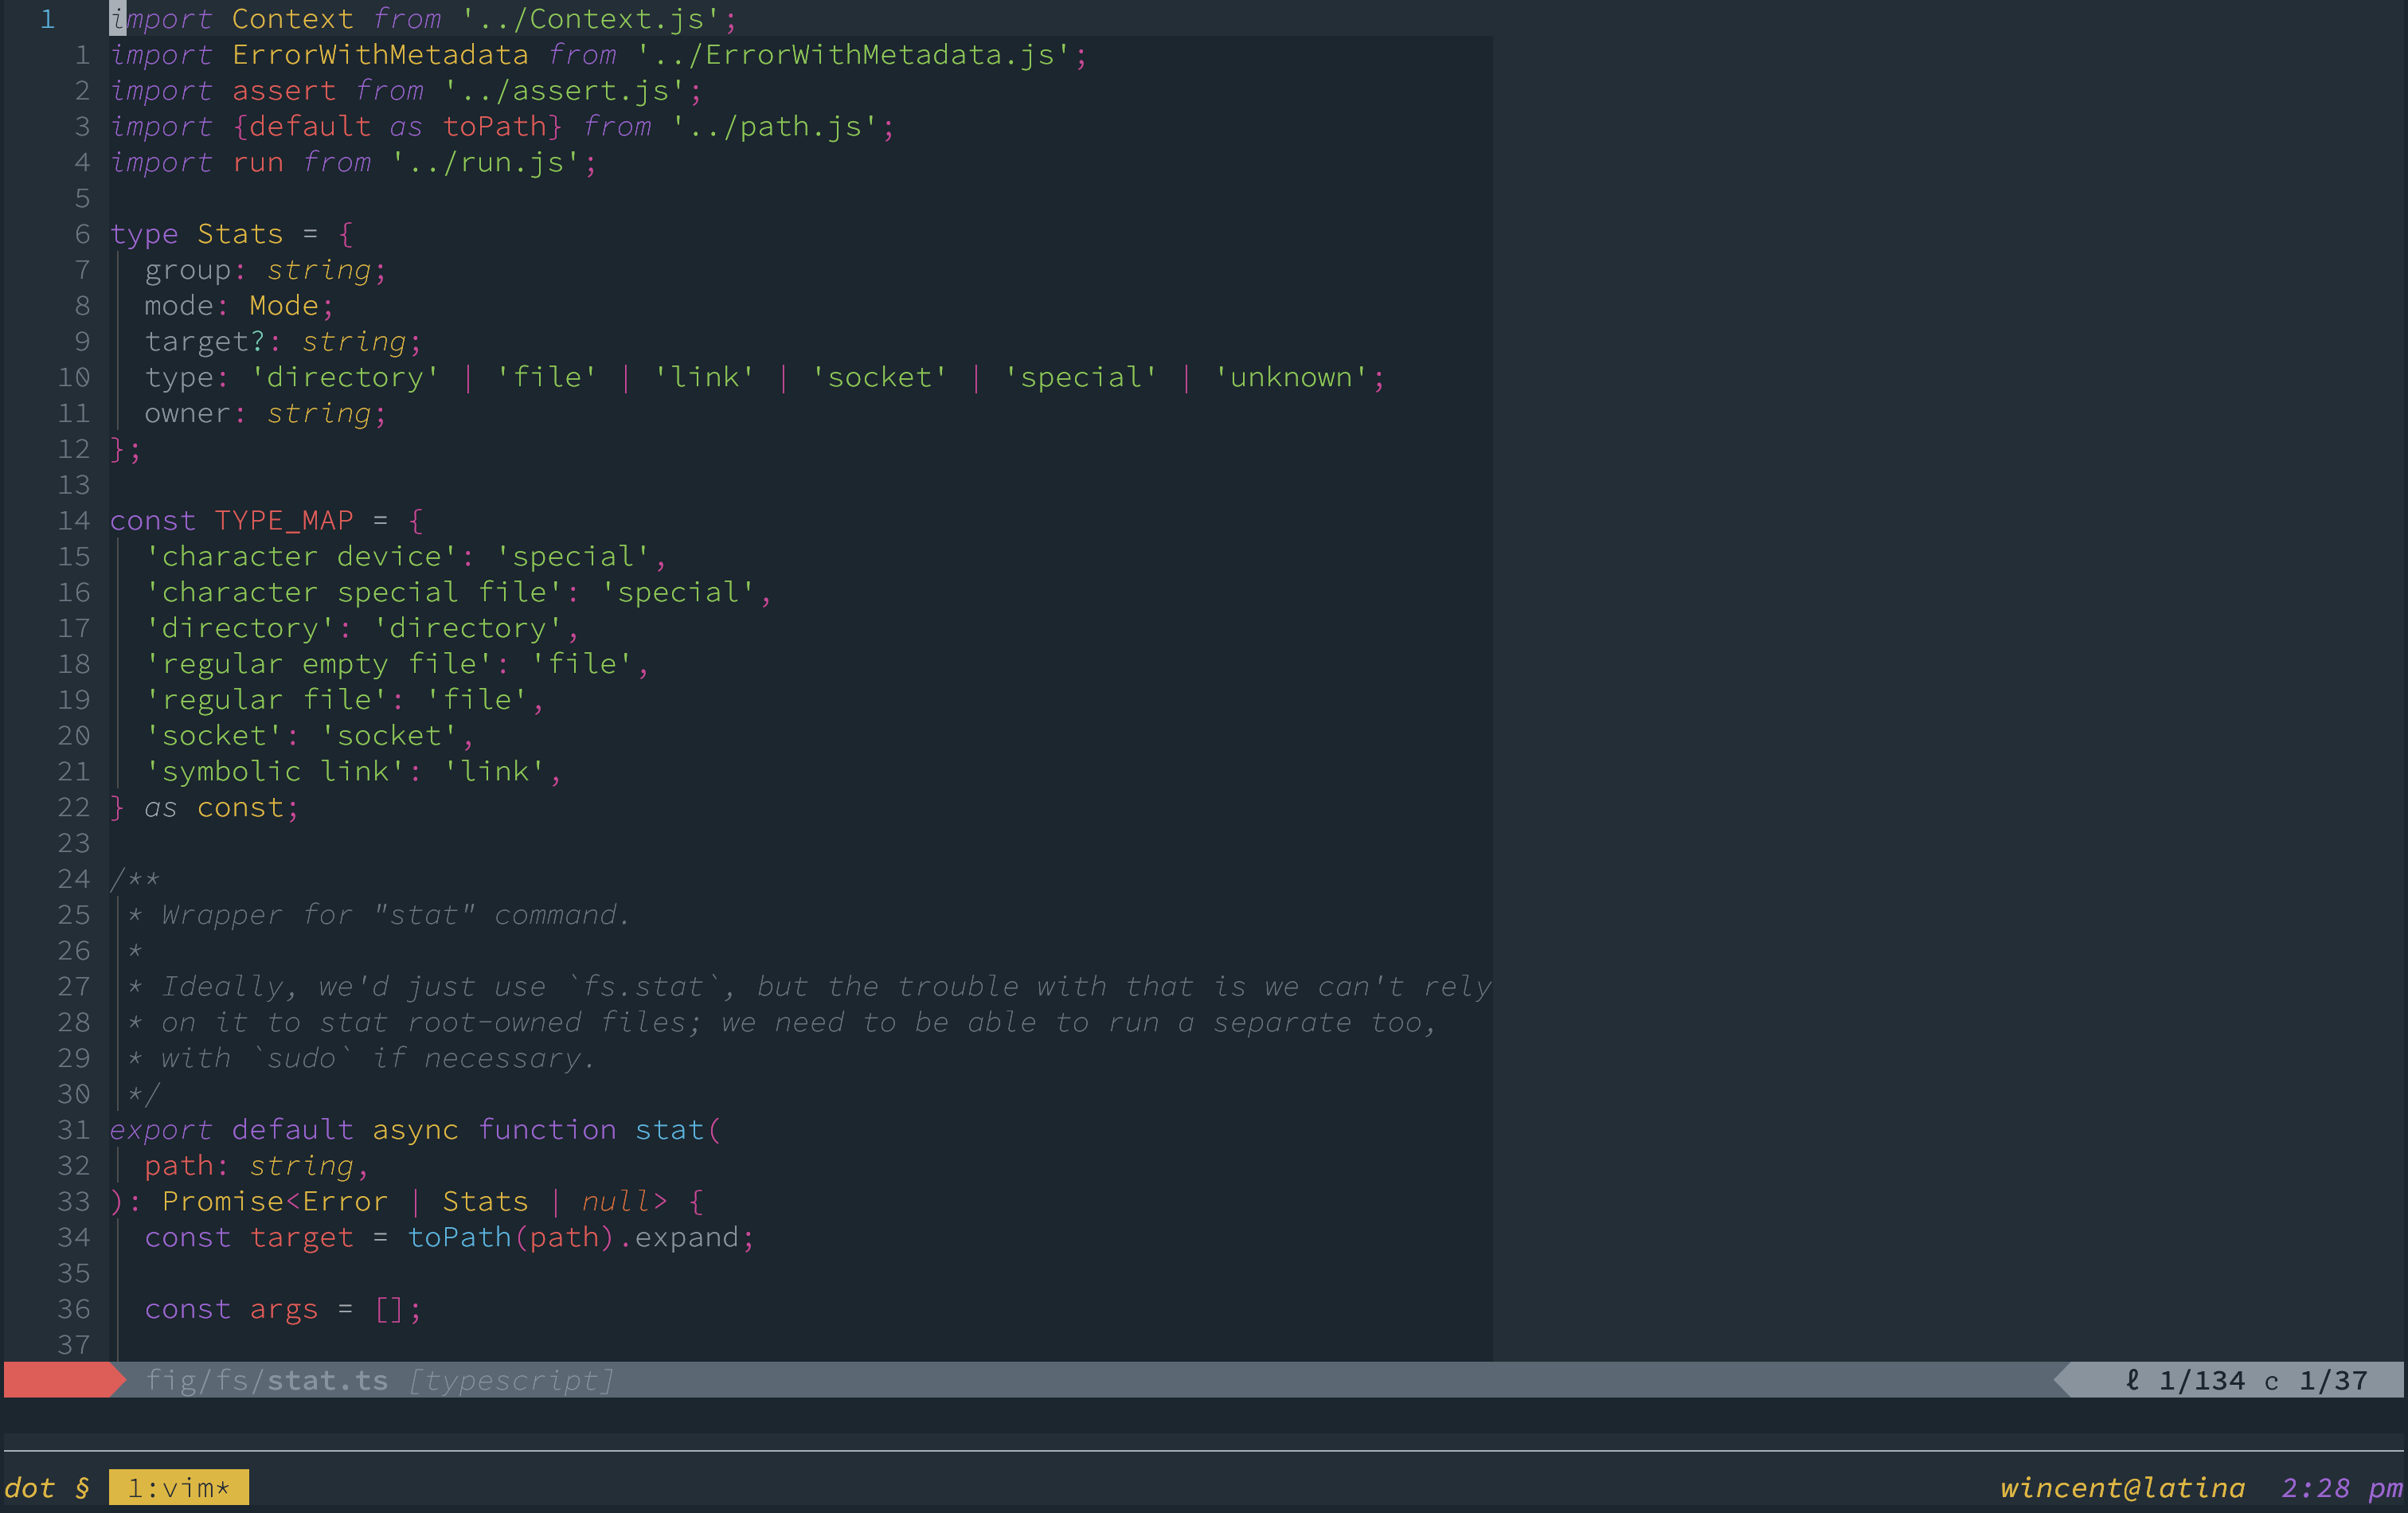 1 import Context from '../Context.js';
1 import ErrorWithMetadata from '../ErrorWithMetadata.js';
2 import assert from '../assert.js';
3 import {default as toPath} from '../path.js';
4 import run from '../run.js';
5
6 type Stats = {
7   group: string;
8   mode: Mode;
9   target?: string;
10   type: 'directory' | 'file' | 'link' | 'socket' | 'special' | 'unknown';
11   owner: string;
12 };
13
14 const TYPE_MAP = {
15   'character device': 'special',
16   'character special file': 'special',
17   'directory': 'directory',
18   'regular empty file': 'file',
19   'regular file': 'file',
20   'socket': 'socket',
21   'symbolic link': 'link',
22 } as const;
23
24 /**
25  * Wrapper for "stat" command.
26  *
27  * Ideally, we'd just use `fs.stat`, but the trouble with that is we can't rely
28  * on it to stat root-owned files; we need to be able to run a separate too,
29  * with `sudo` if necessary.
30  */
31 export default async function stat(
32   path: string,
33 ): Promise<Error | Stats | null> {
34   const target = toPath(path).expand;
35
36   const args = [];
37
fig/fs/stat.ts [typescript] ℓ 1/134 c 1/37
dot § 1:vim* wincent@latina 2:28 pm